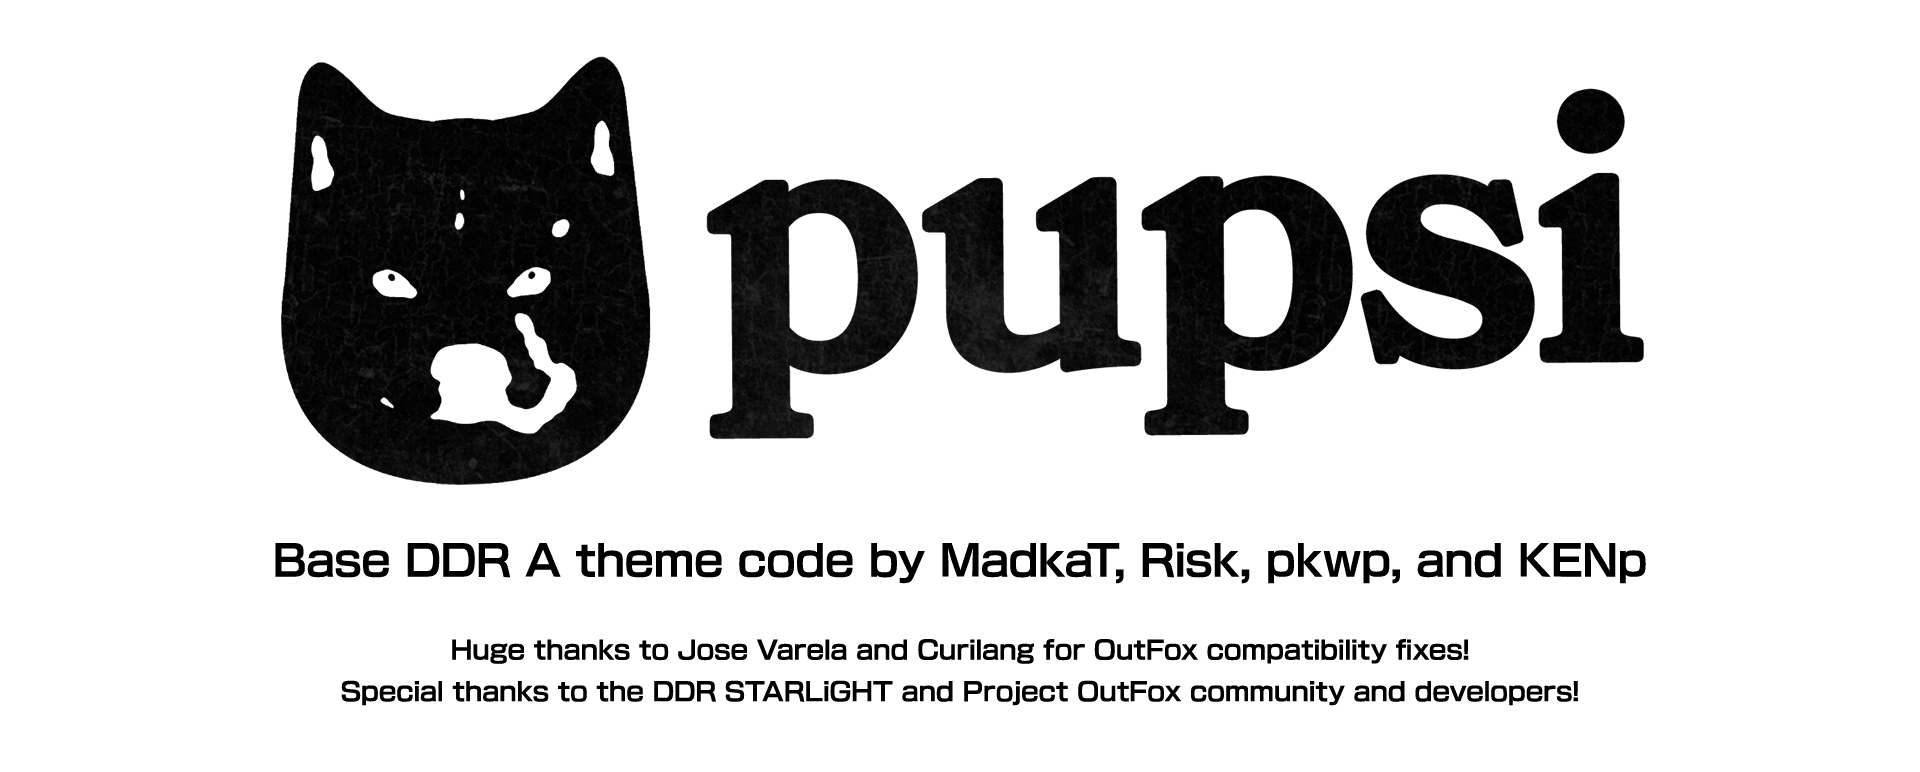 pupsi
Base DDR A theme code by MadkaT, Risk, pkwp, and KENp
Huge thanks to Jose Varela and Curilang for OutFox compatibility fixes!
Special thanks to the DDR STARLiGHT and Project OutFox community and developers!